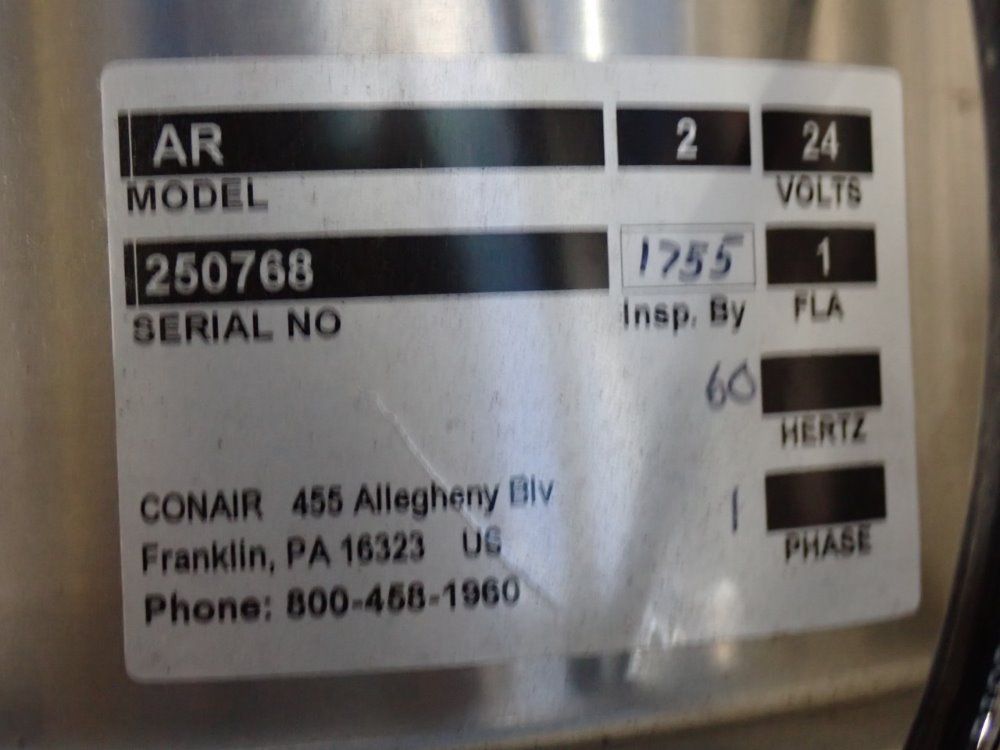 AR 2 24
MODEL VOLTS
250768 1755 1
SERIAL NO Insp. By FLA
60
HERTZ
CONAIR 455 Allegheny Blv
1
Franklin, PA 16323 US
PHASE
Phone: 800-458-1960